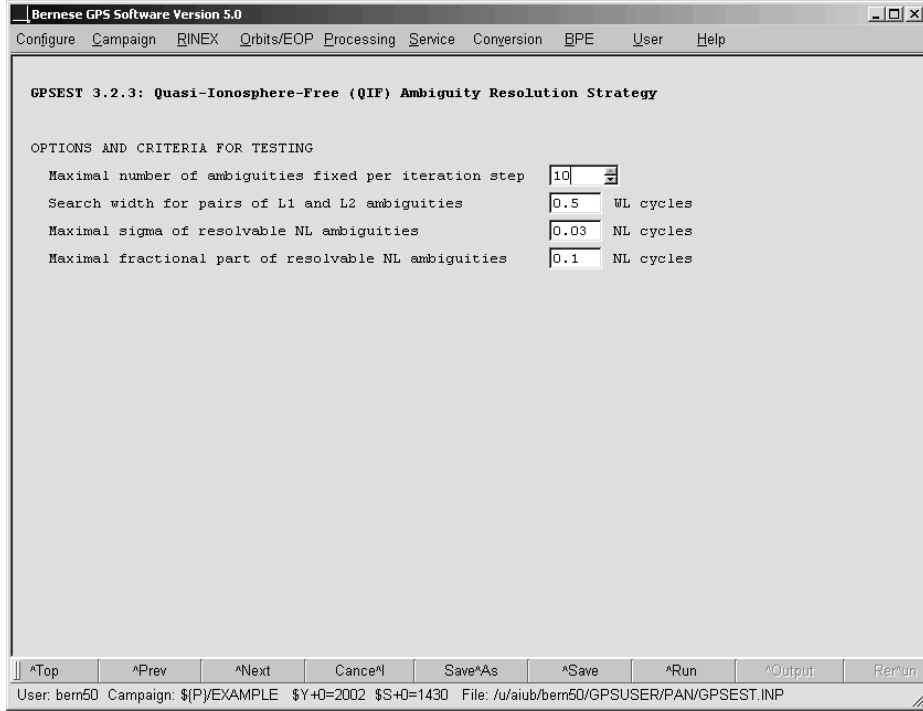 Bernese GPS Software Version 5.0
Configure Campaign RINEX Orbits/EOP Processing Service Conversion BPE User Help
GPSEST 3.2.3: Quasi-Ionosphere-Free (QIF) Ambiguity Resolution Strategy
OPTIONS AND CRITERIA FOR TESTING
Maximal number of ambiguities fixed per iteration step 10
Search width for pairs of L1 and L2 ambiguities 0.5 WL cycles
Maximal sigma of resolvable NL ambiguities 0.03 NL cycles
Maximal fractional part of resolvable NL ambiguities 0.1 NL cycles
^Top ^Prev ^Next Cance^l Save^As ^Save ^Run ^Output Rer^un
User: bern50 Campaign: ${P}/EXAMPLE $Y+0=2002 $S+0=1430 File: /u/aiub/bern50/GPSUSER/PAN/GPSEST.INP